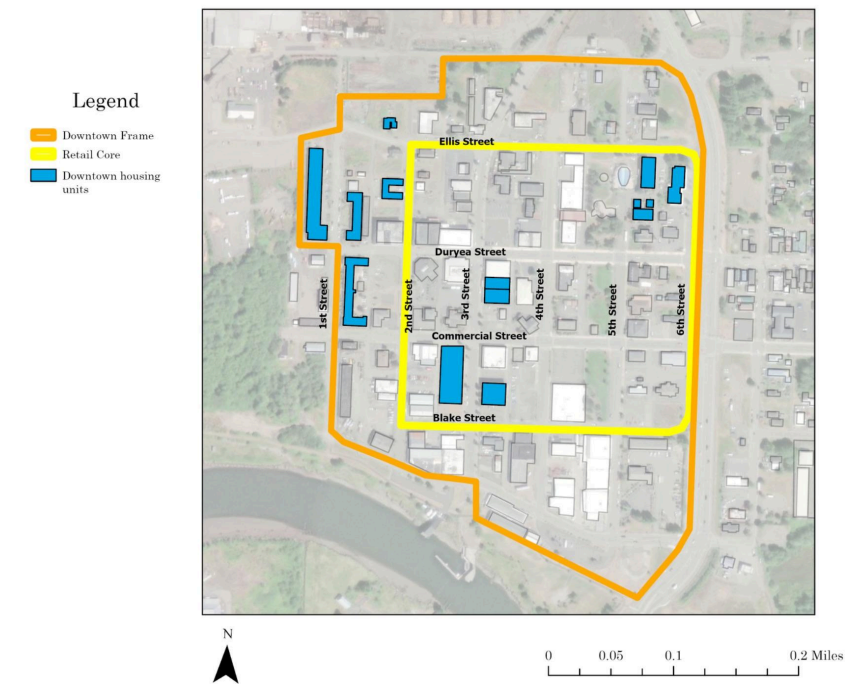 Legend
Downtown Frame
Retail Core
Downtown housing
units
Ellis Street
Duryea Street
1st Street
2nd Street
3rd Street
4th Street
5th Street
6th Street
Commercial Street
Blake Street
N
0 0.05 0.1 0.2 Miles